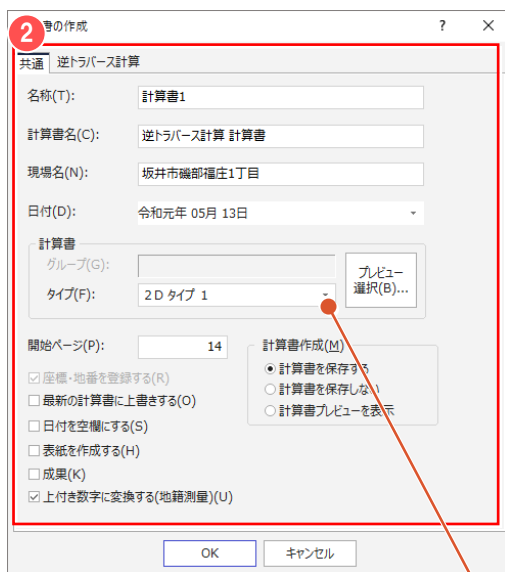 2
書の作成
?
×
共通 逆トラバース計算
名称(T): 計算書1
計算書名(C): 逆トラバース計算 計算書
現場名(N): 坂井市磯部福庄1丁目
日付(D): 令和元年 05月 13日
計算書
グループ(G):
タイプ(F): 2D タイプ 1
プレビュー
選択(B)...
開始ページ(P): 14
計算書作成(M)
計算書を保存する
計算書を保存しない
計算書プレビューを表示
座標・地番を登録する(R)
最新の計算書に上書きする(O)
日付を空欄にする(S)
表紙を作成する(H)
成果(K)
上付き数字に変換する(地籍測量)(U)
OK キャンセル